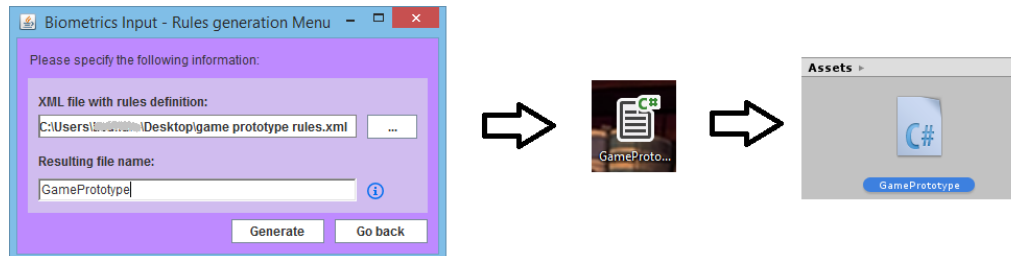 Biometrics Input - Rules generation Menu
Please specify the following information:
XML file with rules definition:
C:\Users\ \Desktop\game prototype rules.xml
...
Resulting file name:
GamePrototype
Generate
Go back
C#
GameProto...
Assets
C#
GamePrototype